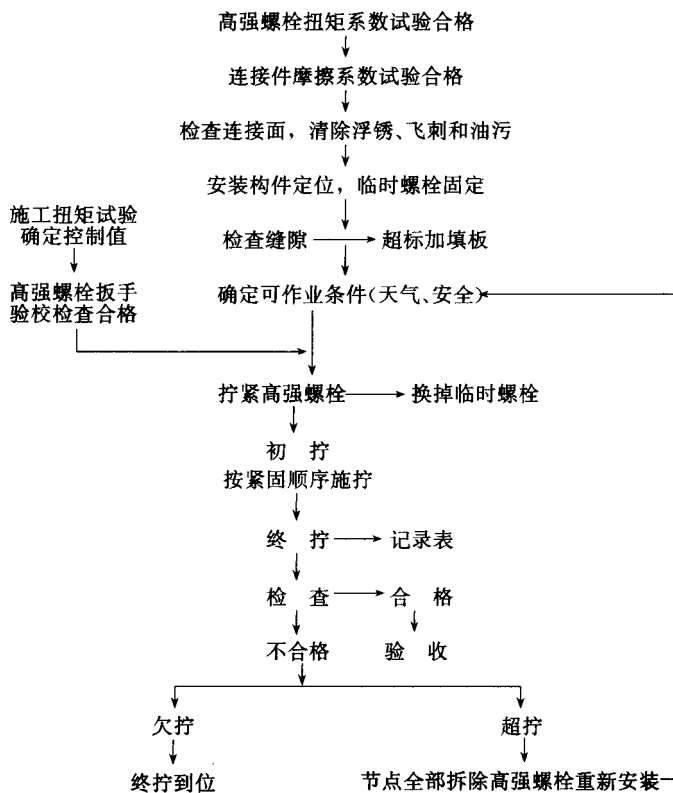 高强螺栓扭矩系数试验合格
连接件摩擦系数试验合格
检查连接面，清除浮锈、飞刺和油污
安装构件定位，临时螺栓固定
施工扭矩试验
确定控制值
检查缝隙
超标加填板
高强螺栓扳手
验校检查合格
确定可作业条件(天气、安全)
拧紧高强螺栓
换掉临时螺栓
初 拧
按紧固顺序施拧
终 拧
记录表
检 查
合 格
不合格
验 收
欠拧
超拧
终拧到位
节点全部拆除高强螺栓重新安装